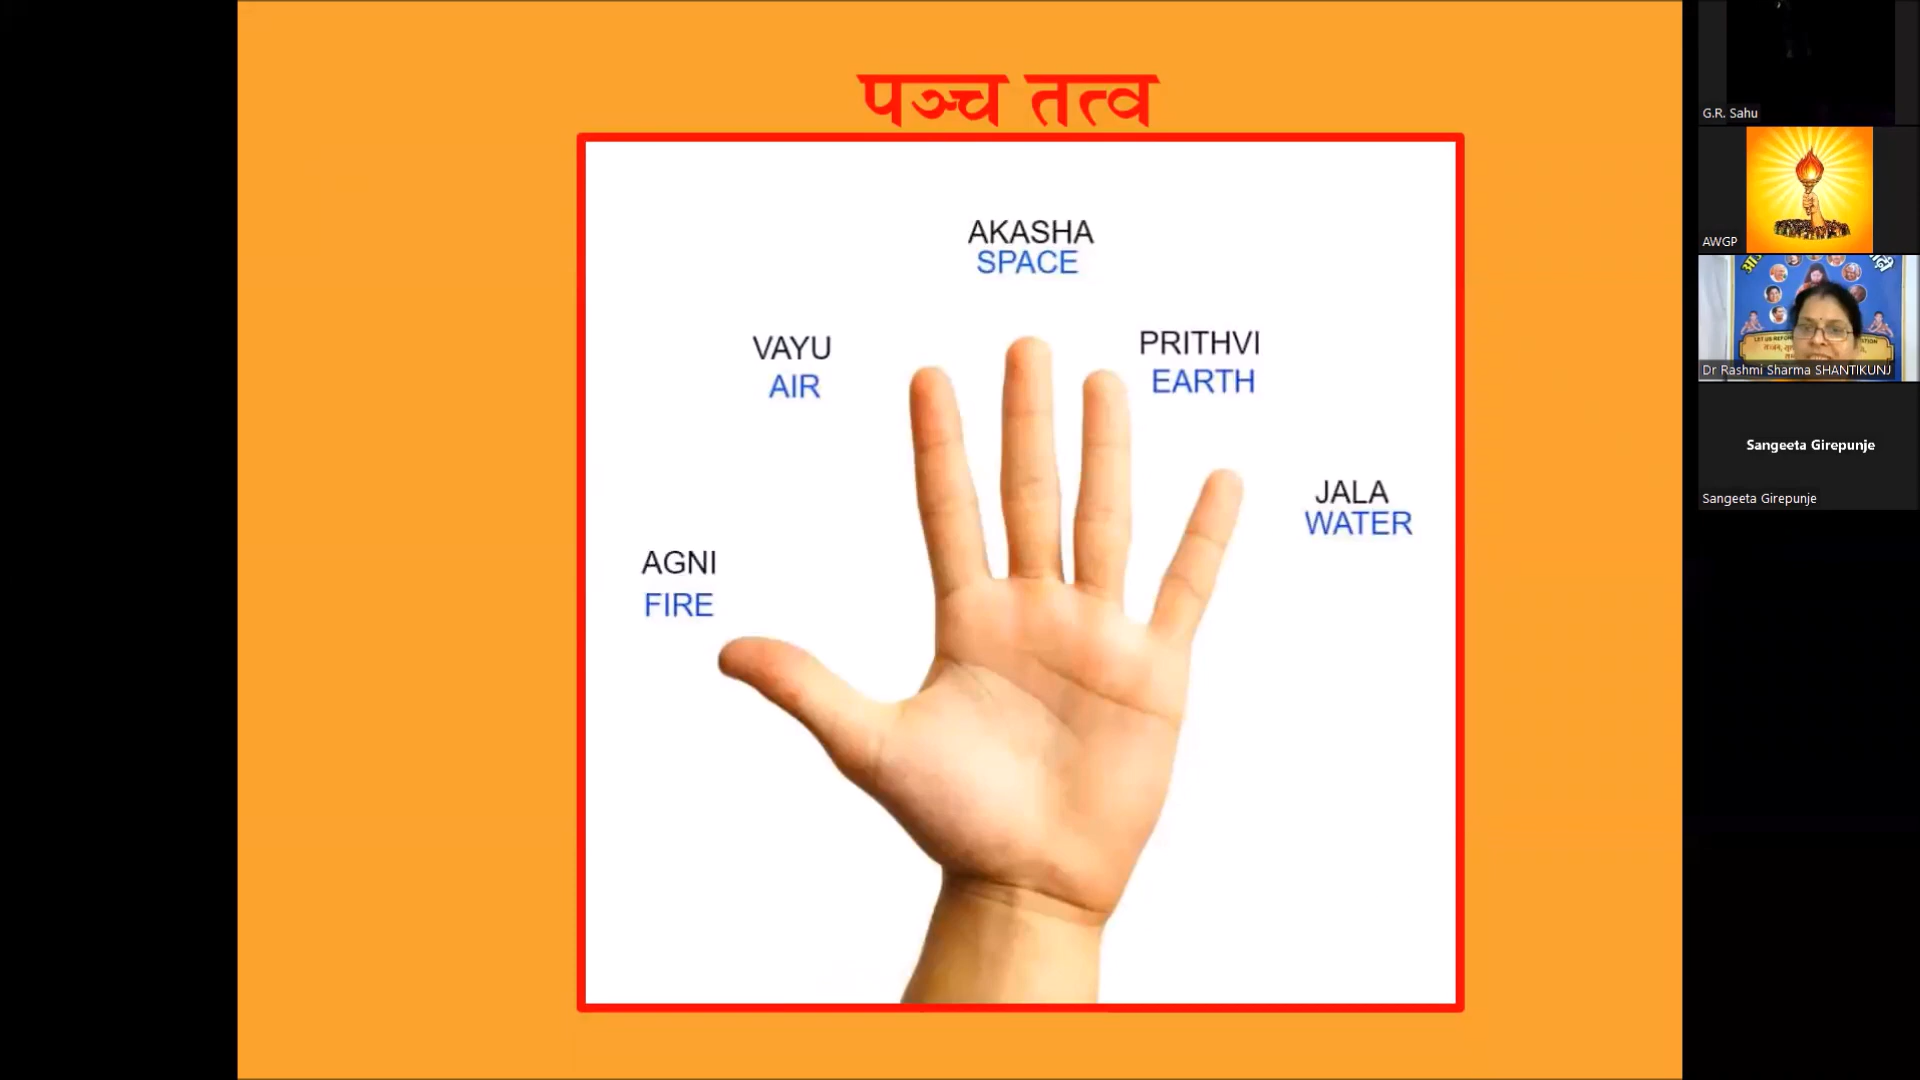 पञ्च तत्व
AKASHA
SPACE
VAYU
AIR
PRITHVI
EARTH
JALA
WATER
AGNI
FIRE
G.R. Sahu
AWGP
Dr Rashmi Sharma SHANTIKUNJ
Sangeeta Girepunje
Sangeeta Girepunje